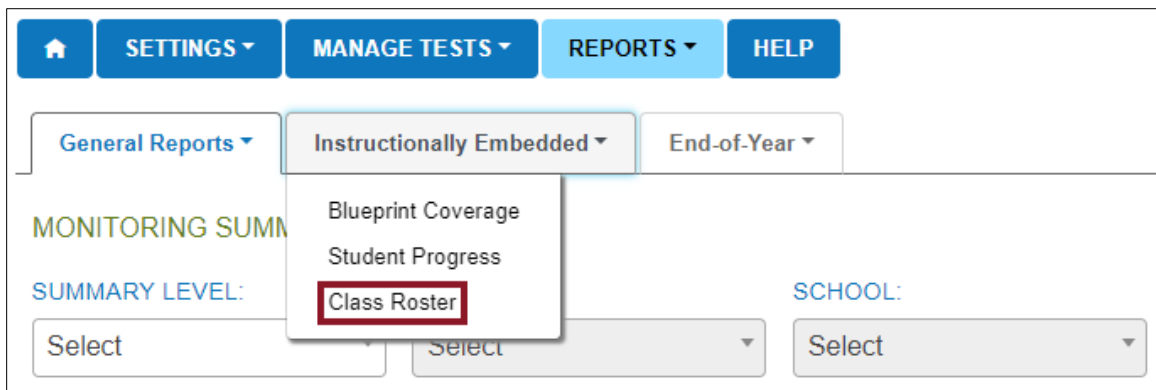 SETTINGS MANAGE TESTS REPORTS HELP
General Reports Instructionally Embedded End-of-Year
Blueprint Coverage
MONITORING
Student Progress
SUMMARY LEVEL: SCHOOL:
Class Roster
Select Select Select